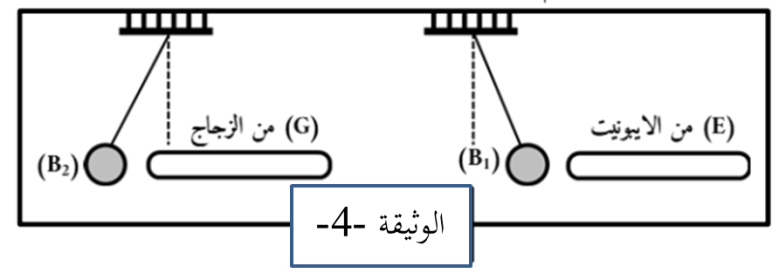 (E) من الايبونيت
(G) من الزجاج
(B₁)
(B₂)
الوثيقة -4-